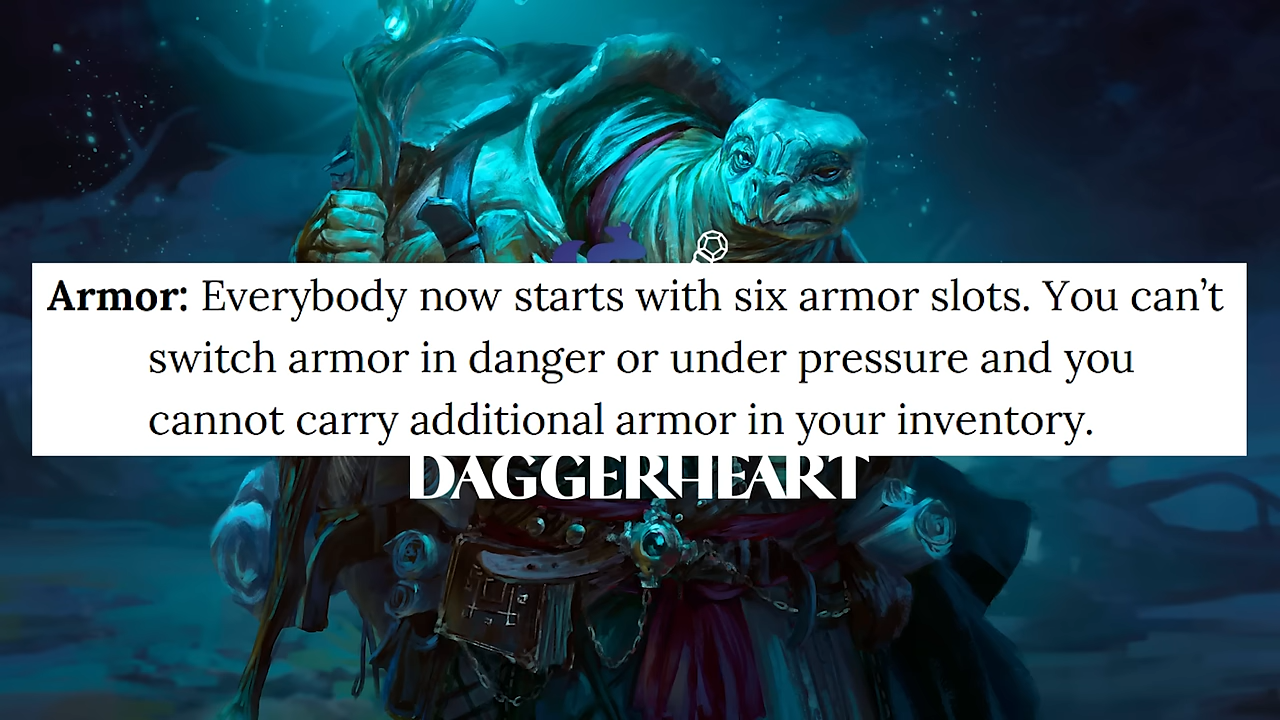 Armor: Everybody now starts with six armor slots. You can’t
switch armor in danger or under pressure and you
cannot carry additional armor in your inventory.
DAGGERHEART